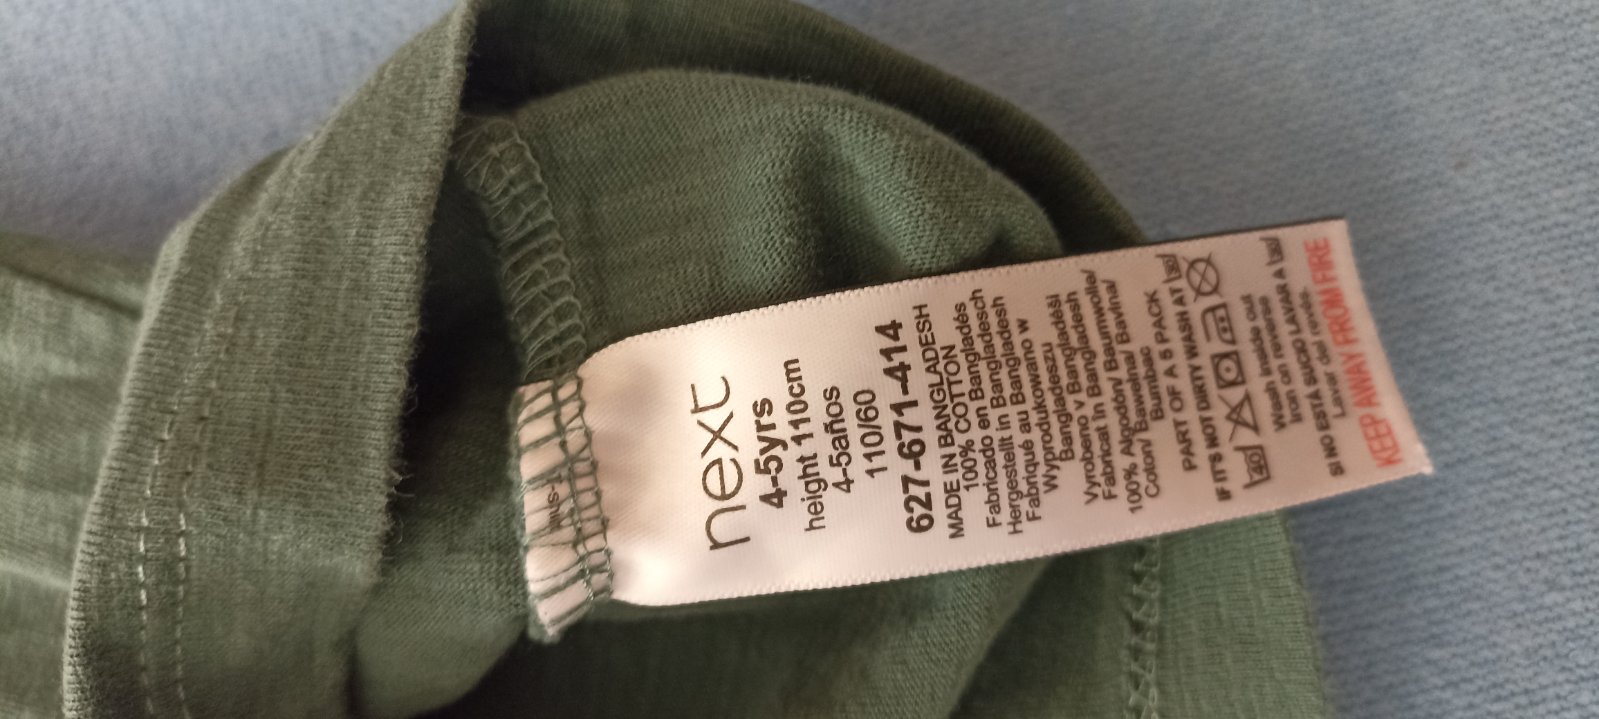 next
4-5yrs
height 110cm
4-5años
110/60
627-671-414
MADE IN BANGLADESH
100% COTTON
Fabricado en Bangladés
Hergestellt in Bangladesch
Fabriqué au Bangladesh
Wyprodukowano w
Bangladeszu
Vyrobeno v Bangladéši
Fabricat în Bangladesh
100% Algodón/ Baumwolle/
Coton/ Bawełna/ Bavlna/
Bumbac
PART OF A 5 PACK
IF IT'S NOT DIRTY WASH AT 30
40
Wash inside out
Iron on reverse
SI NO ESTÁ SUCIO LAVAR A 30
Lavar del revés.
KEEP AWAY FROM FIRE